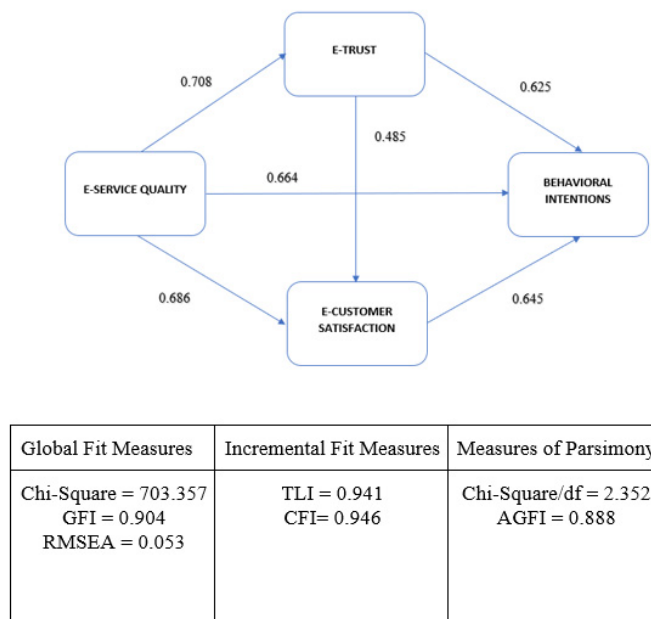 E-TRUST
0.708
0.625
0.485
E-SERVICE QUALITY
0.664
BEHAVIORAL
INTENTIONS
0.686
E-CUSTOMER
SATISFACTION
0.645
Global Fit Measures
Incremental Fit Measures
Measures of Parsimony
Chi-Square = 703.357
GFI = 0.904
RMSEA = 0.053
TLI = 0.941
CFI= 0.946
Chi-Square/df = 2.352
AGFI = 0.888